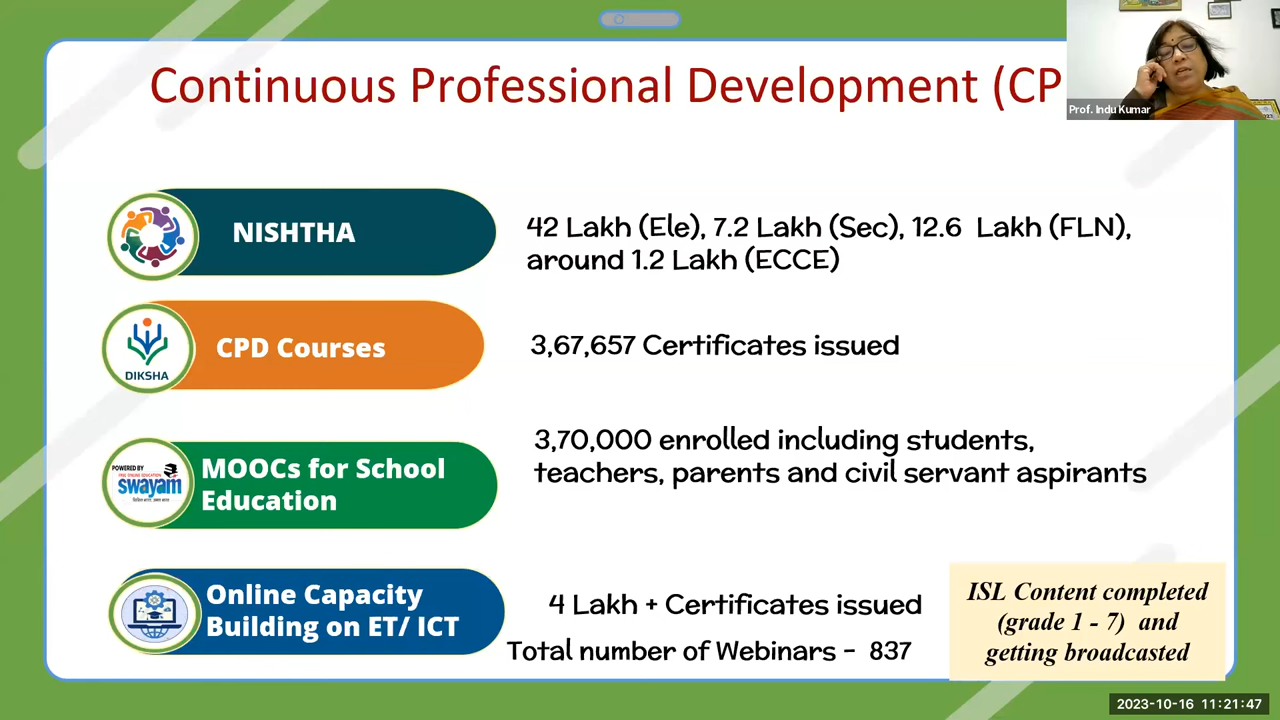 Continuous Professional Development (CP
Prof. Indu Kumar
NISHTHA
42 Lakh (Ele), 7.2 Lakh (Sec), 12.6 Lakh (FLN),
around 1.2 Lakh (ECCE)
DIKSHA
CPD Courses
3,67,657 Certificates issued
POWERED BY
swayam
MOOCs for School
Education
3,70,000 enrolled including students,
teachers, parents and civil servant aspirants
Online Capacity
Building on ET/ ICT
4 Lakh + Certificates issued
Total number of Webinars - 837
ISL Content completed
(grade 1 - 7) and
getting broadcasted
2023-10-16 11:21:47